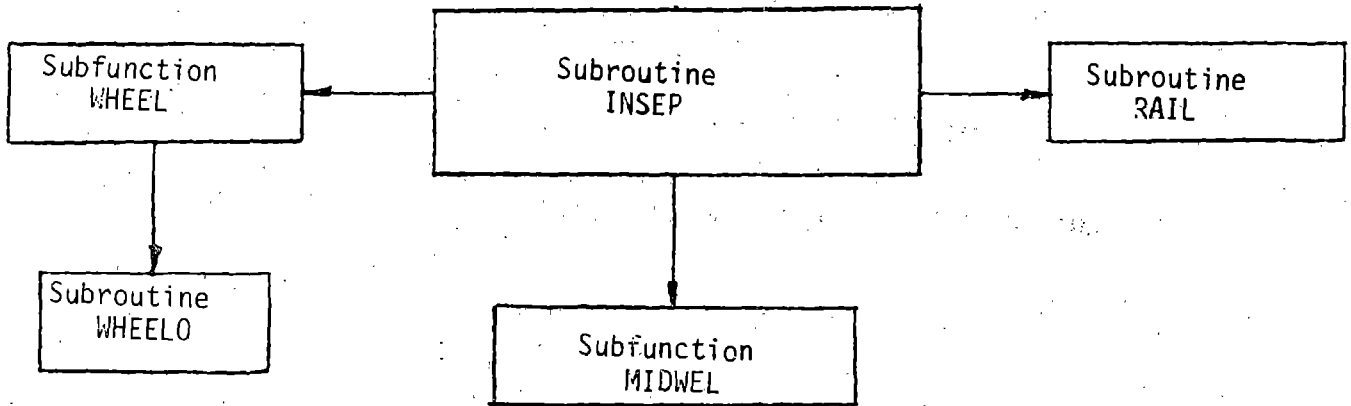 Subfunction
WHEEL
Subroutine
INSEP
Subroutine
RAIL
Subroutine
WHEELO
Subfunction
MIDWEL